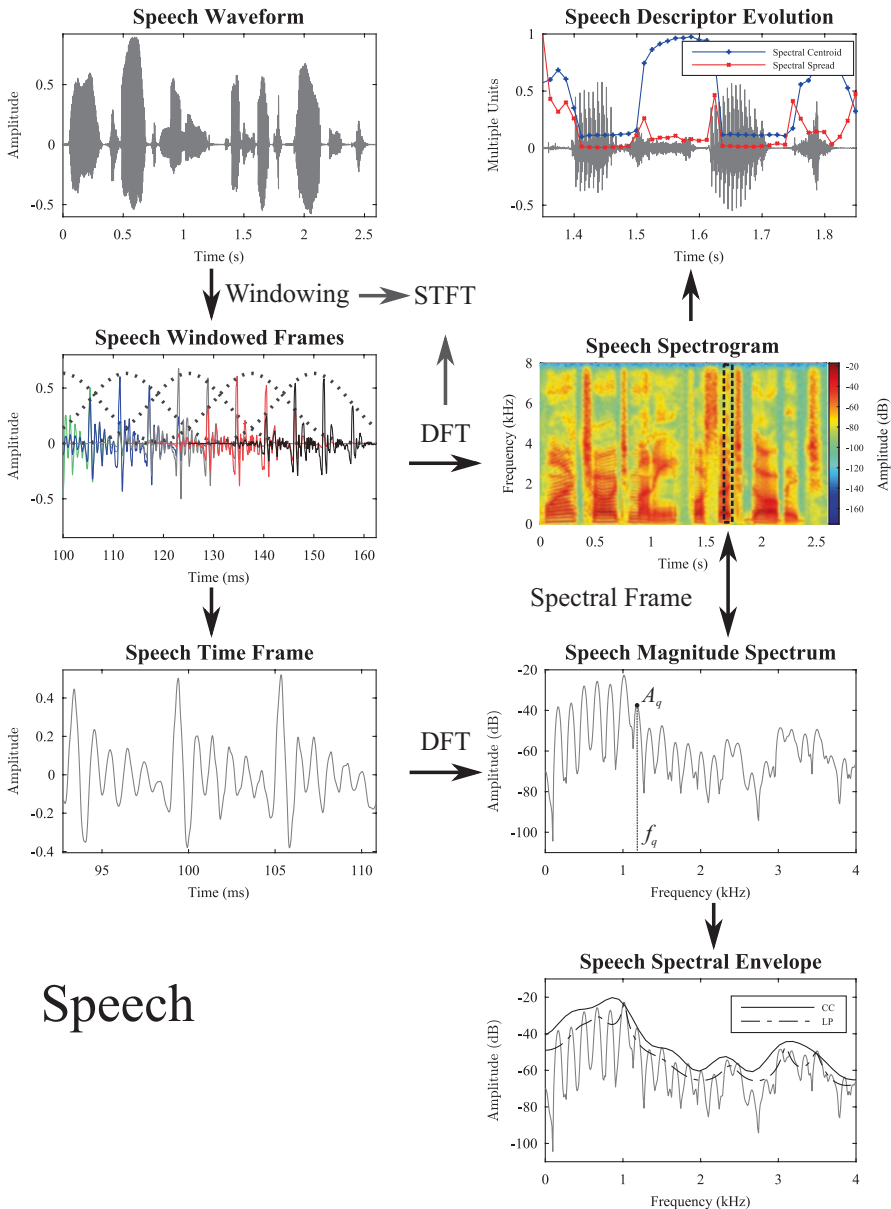 Speech Waveform
Amplitude
0.5
0
-0.5
0 0.5 1 1.5 2 2.5
Time (s)
Speech Descriptor Evolution
Multiple Units
1
0.5
0
-0.5
Spectral Centroid
Spectral Spread
1.4 1.5 1.6 1.7 1.8
Time (s)
Windowing
STFT
Speech Windowed Frames
Amplitude
0.5
0
-0.5
100 110 120 130 140 150 160
Time (ms)
DFT
Speech Spectrogram
Frequency (kHz)
8
6
4
2
0
0 0.5 1 1.5 2 2.5
Time (s)
-20
-40
-60
-80
-100
-120
-140
-160
Amplitude (dB)
Spectral Frame
Speech Time Frame
Amplitude
0.4
0.2
0
-0.2
-0.4
95 100 105 110
Time (ms)
DFT
Speech Magnitude Spectrum
Amplitude (dB)
-20
-40
-60
-80
-100
A_q
f_q
0 1 2 3 4
Frequency (kHz)
Speech
Speech Spectral Envelope
Amplitude (dB)
-20
-40
-60
-80
-100
CC
LP
0 1 2 3 4
Frequency (kHz)